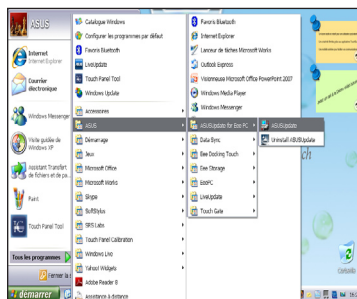 ASUS
Internet
Internet Explorer
Courrier
électronique
Windows Messenger
Visite guidée de
Windows XP
Assistant Transfert
de fichiers et de pa...
Paint
Touch Panel Tool
Tous les programmes
Fermer la s
démarrer
Catalogue Windows
Configurer les programmes par défaut
Favoris Bluetooth
LiveUpdate
Touch Panel Tool
Windows Update
Accessoires
ASUS
Démarrage
Jeux
Microsoft Office
Microsoft Works
Skype
SoftStylus
SRS Labs
Touch Panel Calibration
Windows Live
Yahoo! Widgets
Adobe Reader 8
Assistance à distance
Favoris Bluetooth
Internet Explorer
Lanceur de tâches Microsoft Works
Outlook Express
Visionneuse Microsoft Office PowerPoint 2007
Windows Media Player
Windows Messenger
ASUSUpdate for Eee PC
Data Sync
Eee Docking Touch
Eee Storage
EeePC
LiveUpdate
Touch Gate
ASUSUpdate
Uninstall ASUSUpdate
ch
Corbeille